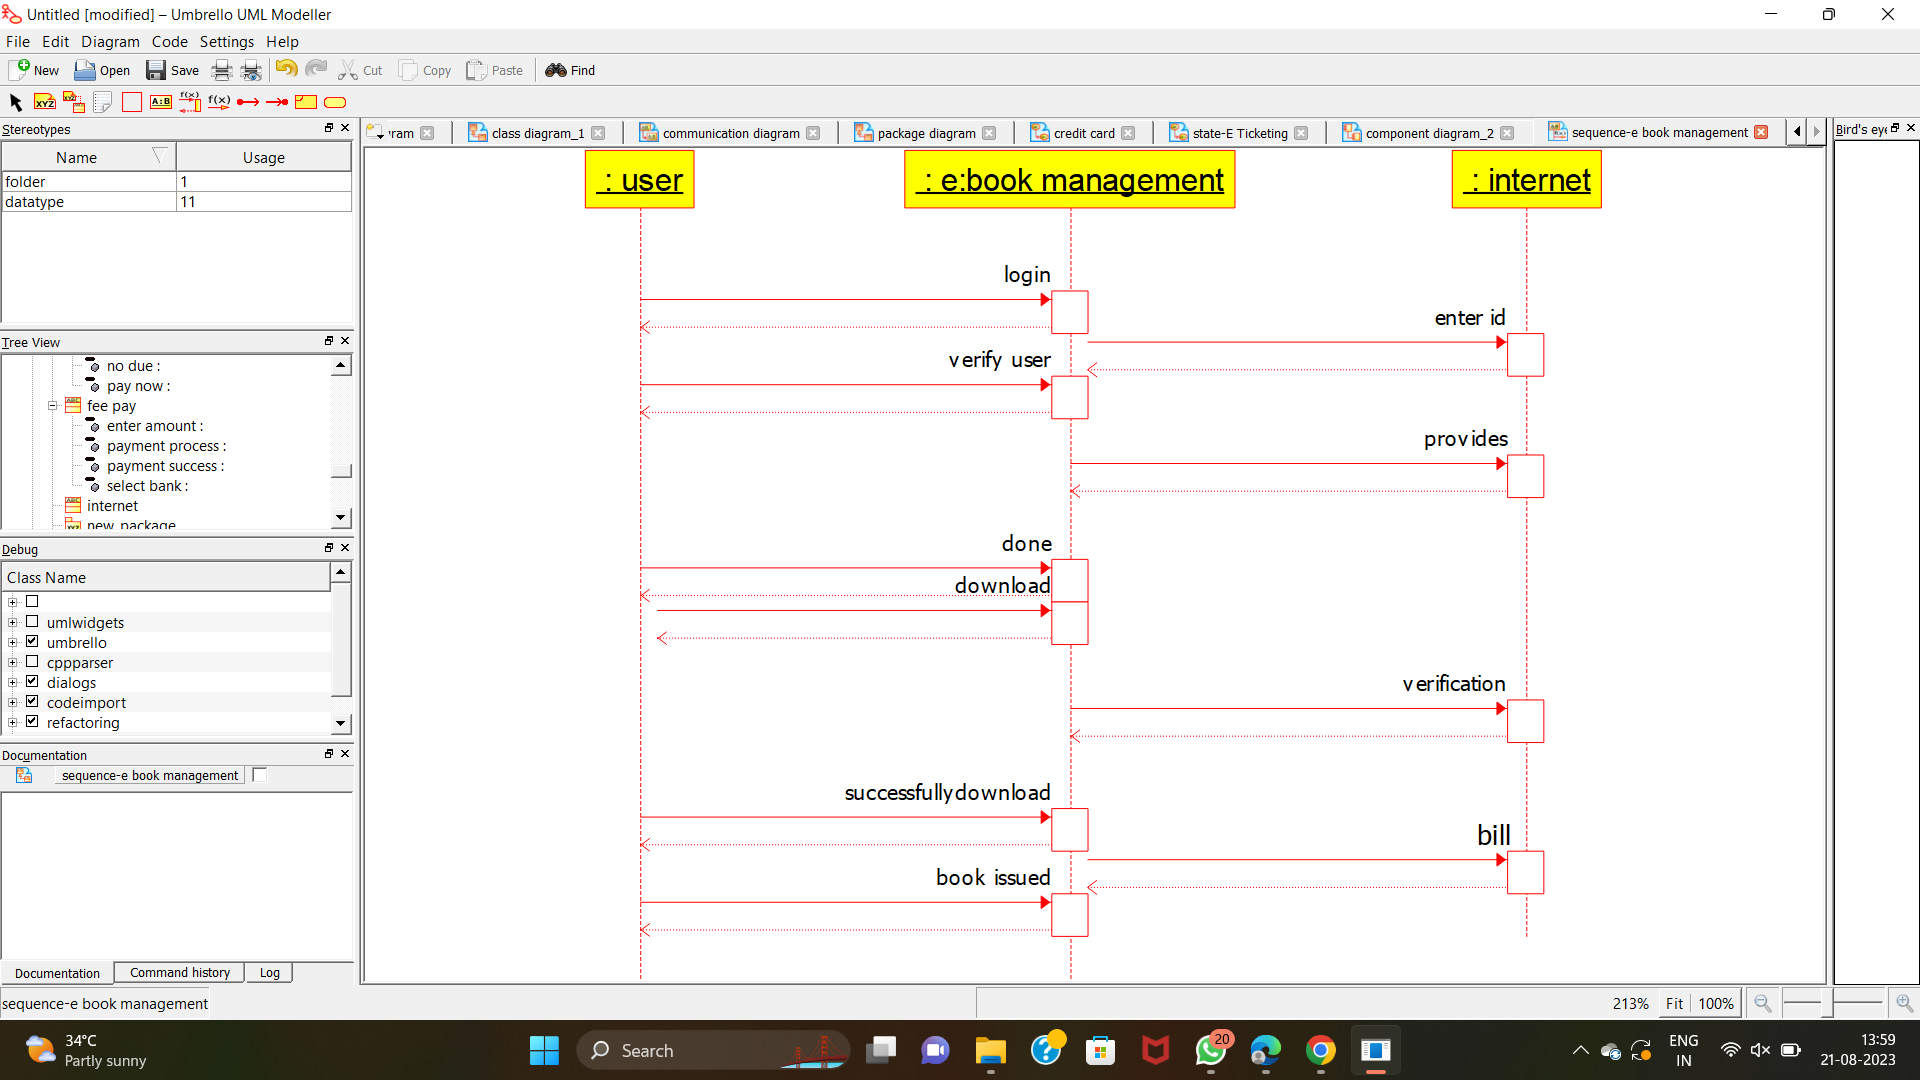 Untitled [modified] – Umbrello UML Modeller
File Edit Diagram Code Settings Help
New Open Save Cut Copy Paste Find
XYZ XYZ A:B f(x) f(x)
Stereotypes
Name Usage
folder 1
datatype 11
Tree View
no due :
pay now :
fee pay
enter amount :
payment process :
payment success :
select bank :
internet
new_package
Debug
Class Name
umlwidgets
umbrello
cppparser
dialogs
codeimport
refactoring
Documentation
sequence-e book management
Documentation Command history Log
ram class diagram_1 communication diagram package diagram credit card state-E Ticketing component diagram_2 sequence-e book management
Bird's eye
: user : e:book management : internet
login
enter id
verify user
provides
done
download
verification
successfullydownload
bill
book issued
sequence-e book management
213% Fit 100%
34°C
Partly sunny
Search
20
ENG
IN
13:59
21-08-2023